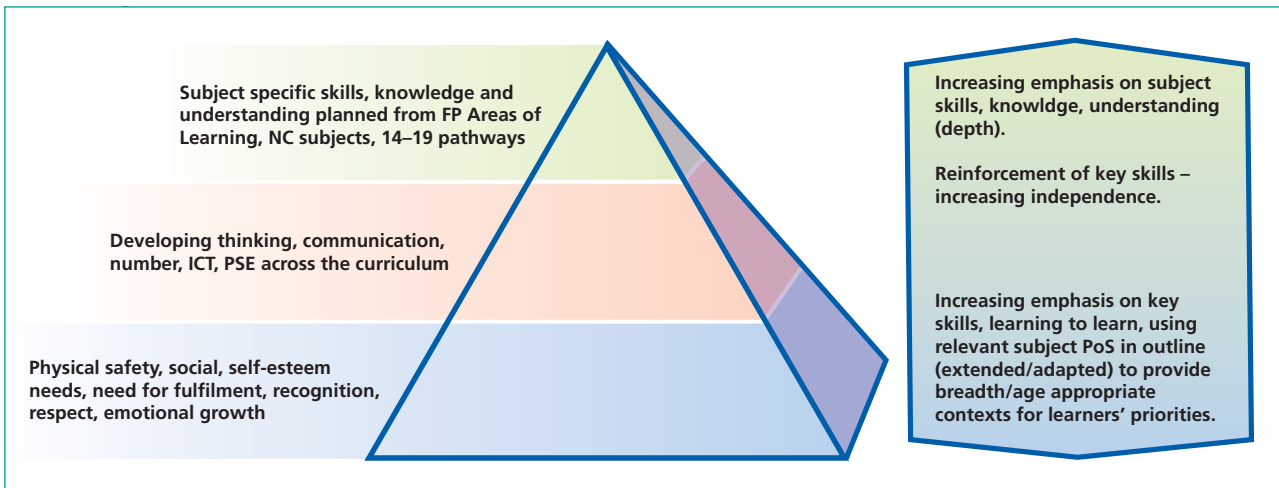 Subject specific skills, knowledge and
understanding planned from FP Areas of
Learning, NC subjects, 14–19 pathways
Developing thinking, communication,
number, ICT, PSE across the curriculum
Physical safety, social, self-esteem
needs, need for fulfilment, recognition,
respect, emotional growth
Increasing emphasis on subject
skills, knowldge, understanding
(depth).
Reinforcement of key skills –
increasing independence.
Increasing emphasis on key
skills, learning to learn, using
relevant subject PoS in outline
(extended/adapted) to provide
breadth/age appropriate
contexts for learners’ priorities.